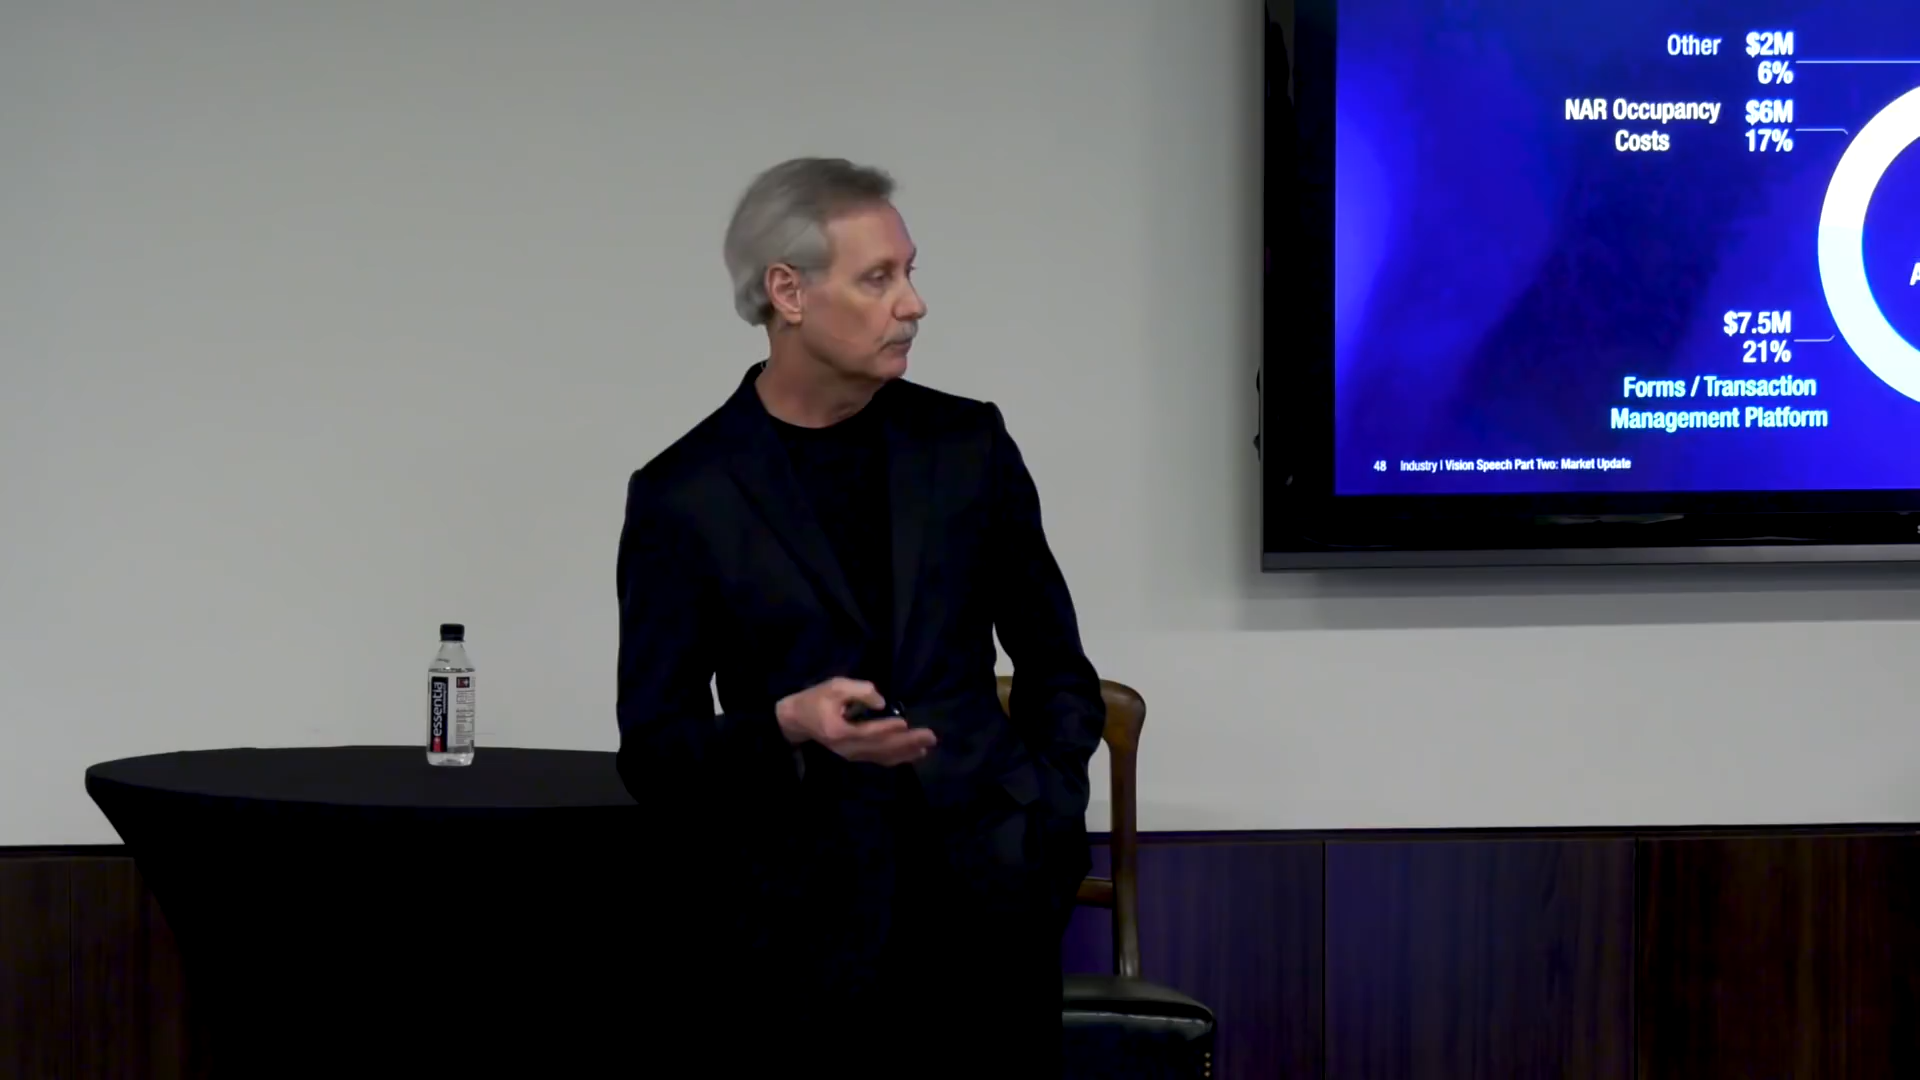 Other $2M
6%
NAR Occupancy $6M
Costs 17%
A
$7.5M
21%
Forms / Transaction
Management Platform
48 Industry | Vision Speech Part Two: Market Update
essentia